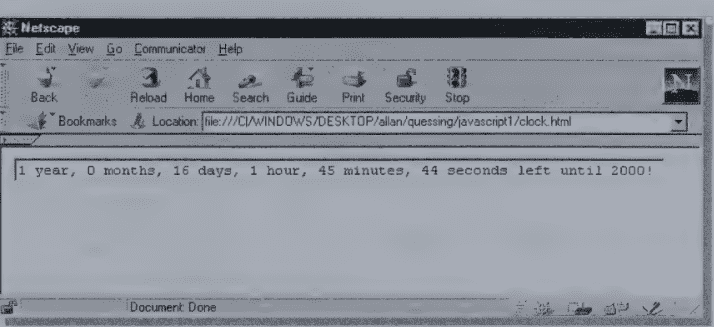 Netscape
File Edit View Go Communicator Help
Back Reload Home Search Guide Print Security Stop
N
Bookmarks Location: file:///C|/WINDOWS/DESKTOP/allan/quessing/javascript1/clock.html
1 year, 0 months, 16 days, 1 hour, 45 minutes, 44 seconds left until 2000!
Document: Done